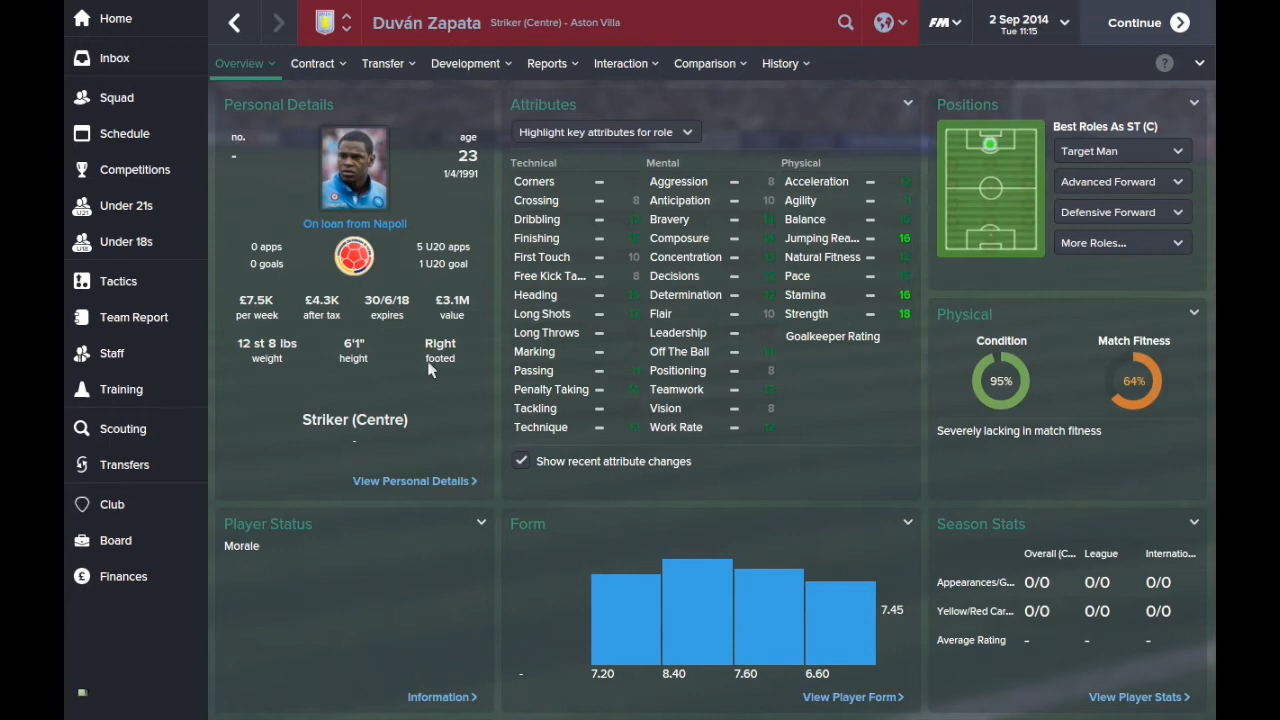 Home
Inbox
Squad
Schedule
Competitions
Under 21s
U21
Under 18s
U18
Tactics
Team Report
Staff
Training
Scouting
Transfers
Club
Board
Finances
Duván Zapata Striker (Centre) - Aston Villa
FM
2 Sep 2014
Tue 11:15
Continue
Overview Contract Transfer Development Reports Interaction Comparison History ?
Personal Details
no.
-
age
23
1/4/1991
On loan from Napoli
0 apps 5 U20 apps
0 goals 1 U20 goal
£7.5K £4.3K 30/6/18 £3.1M
per week after tax expires value
12 st 8 lbs 6'1" Right
weight height footed
Striker (Centre)
-
View Personal Details >
Attributes
Highlight key attributes for role
Technical Mental Physical
Corners - Aggression - 8 Acceleration -
Crossing - 8 Anticipation - 10 Agility -
Dribbling - Bravery - Balance -
Finishing - Composure - Jumping Rea... - 16
First Touch - 10 Concentration - Natural Fitness -
Free Kick Ta... - 8 Decisions - Pace -
Heading - Determination - Stamina - 16
Long Shots - Flair - 10 Strength - 18
Long Throws - Leadership - Goalkeeper Rating
Marking - Off The Ball -
Passing - Positioning - 8
Penalty Taking - Teamwork -
Tackling - Vision - 8
Technique - Work Rate -
Show recent attribute changes
Positions
Best Roles As ST (C)
Target Man
Advanced Forward
Defensive Forward
More Roles...
Physical
Condition Match Fitness
95% 64%
Severely lacking in match fitness
Player Status
Morale
Information >
Form
7.45
- 7.20 8.40 7.60 6.60
View Player Form >
Season Stats
Overall (C... League Internatio...
Appearances/G... 0/0 0/0 0/0
Yellow/Red Car... 0/0 0/0 0/0
Average Rating - - -
View Player Stats >